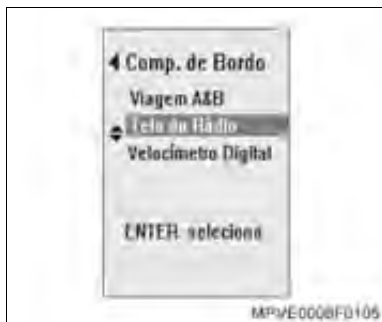 Comp. de Bordo
Viagem A&B
Tela do Rádio
Velocímetro Digital
ENTER seleciona
MPVE0008F0105